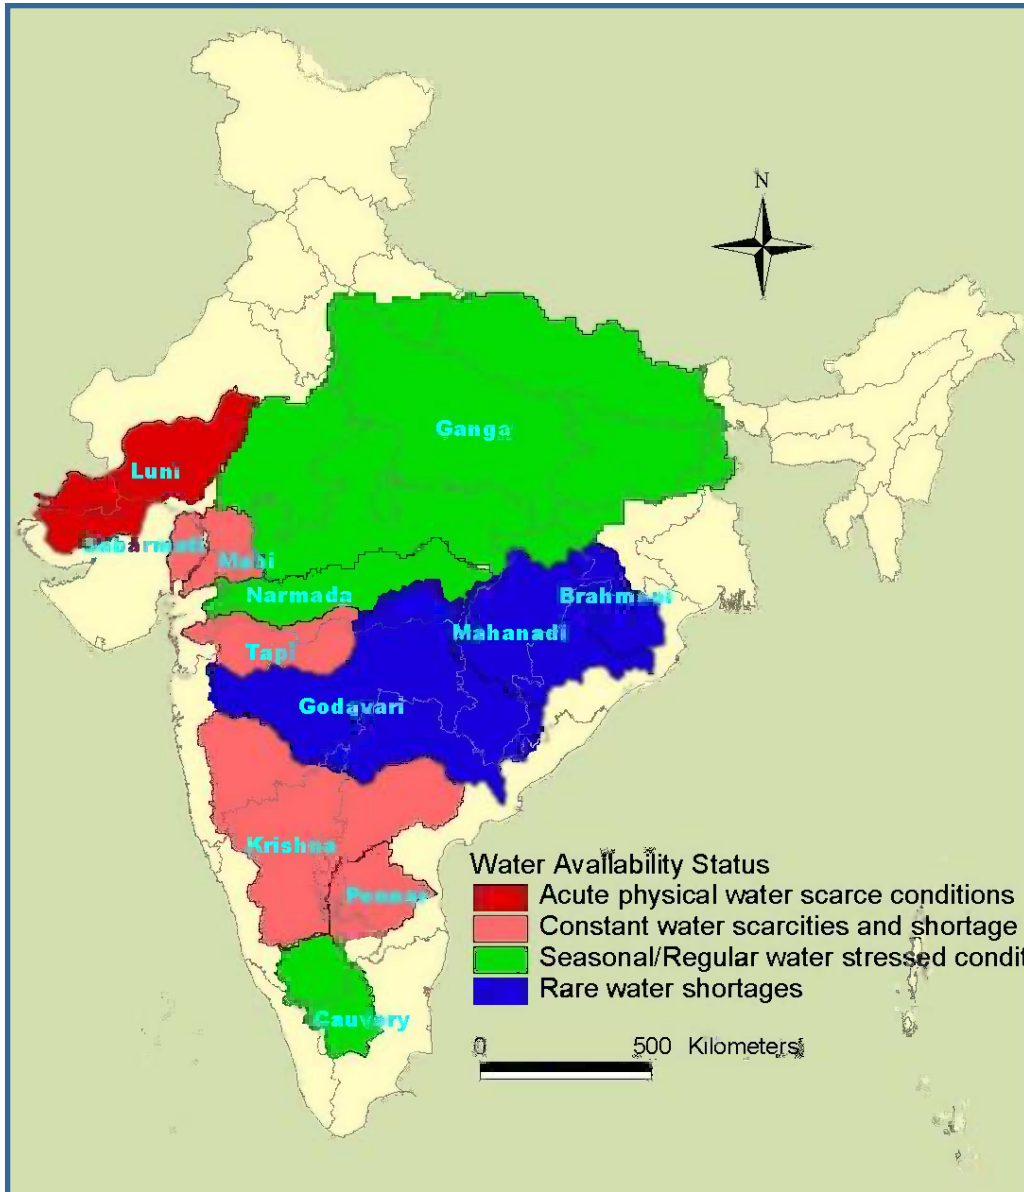 N
Ganga
Luni
Sabarmati
Mahi
Narmada
Brahmani
Mahanadi
Tapi
Godavari
Krishna
Pennar
Cauvery
Water Availability Status
Acute physical water scarce conditions
Constant water scarcities and shortage
Seasonal/Regular water stressed condit
Rare water shortages
0 500 Kilometers